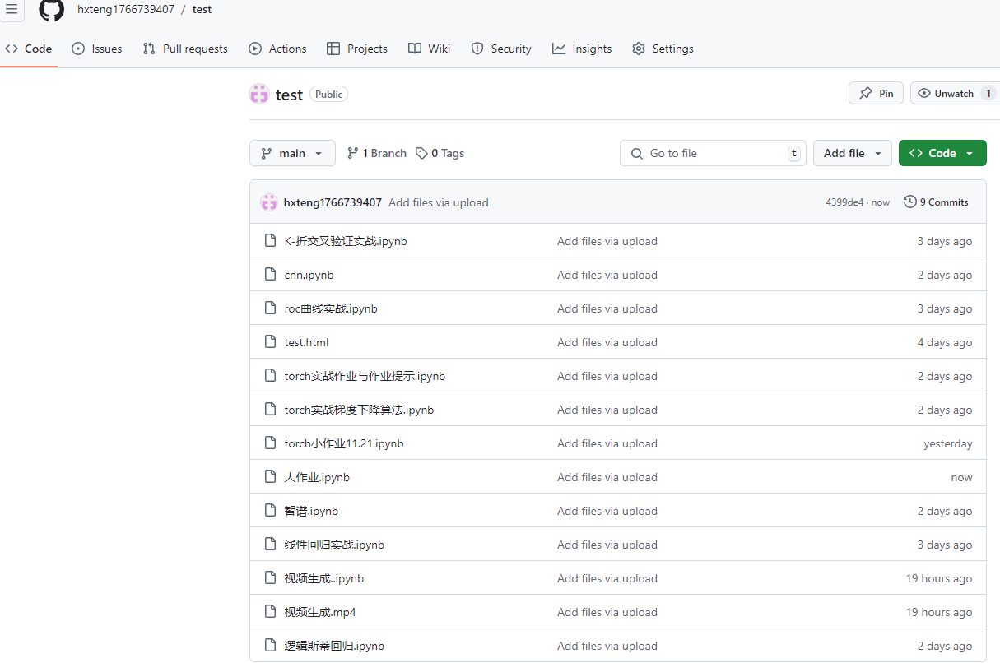 hxteng1766739407 / test
Code Issues Pull requests Actions Projects Wiki Security Insights Settings
test Public Pin Unwatch 1
main 1 Branch 0 Tags Go to file t Add file Code
hxteng1766739407 Add files via upload 4399de4 · now 9 Commits
K-折交叉验证实战.ipynb Add files via upload 3 days ago
cnn.ipynb Add files via upload 2 days ago
roc曲线实战.ipynb Add files via upload 3 days ago
test.html Add files via upload 4 days ago
torch实战作业与作业提示.ipynb Add files via upload 2 days ago
torch实战梯度下降算法.ipynb Add files via upload 2 days ago
torch小作业11.21.ipynb Add files via upload yesterday
大作业.ipynb Add files via upload now
智谱.ipynb Add files via upload 2 days ago
线性回归实战.ipynb Add files via upload 3 days ago
视频生成..ipynb Add files via upload 19 hours ago
视频生成.mp4 Add files via upload 19 hours ago
逻辑斯蒂回归.ipynb Add files via upload 2 days ago